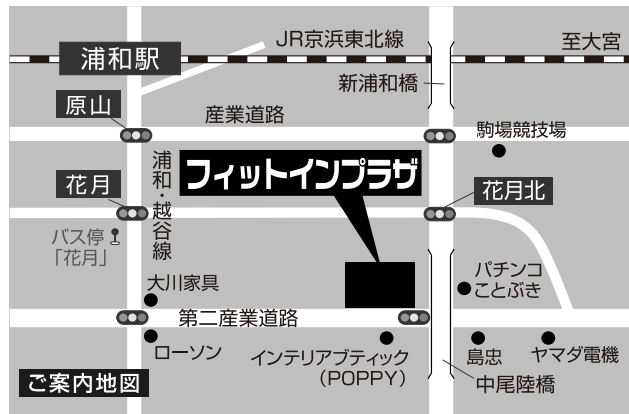 JR京浜東北線
至大宮
浦和駅
新浦和橋
原山
産業道路
駒場競技場
浦和・越谷線
フィットインプラザ
花月
花月北
バス停
「花月」
大川家具
パチンコ
ことぶき
第二産業道路
ローソン
インテリアブティック
(POPPY)
島忠
ヤマダ電機
ご案内地図
中尾陸橋